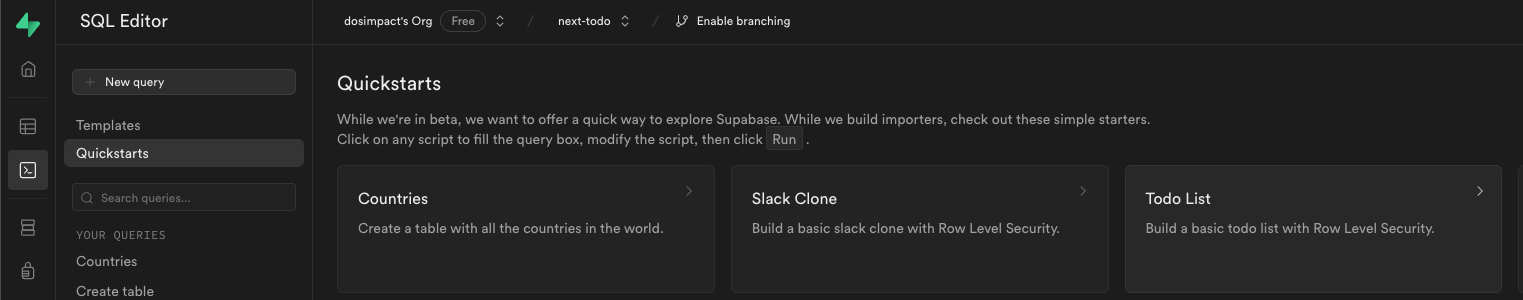 SQL Editor
dosimpact's Org Free / next-todo / Enable branching
+ New query
Templates
Quickstarts
Search queries...
YOUR QUERIES
Countries
Create table
Quickstarts
While we're in beta, we want to offer a quick way to explore Supabase. While we build importers, check out these simple starters.
Click on any script to fill the query box, modify the script, then click Run .
Countries
Create a table with all the countries in the world.
Slack Clone
Build a basic slack clone with Row Level Security.
Todo List
Build a basic todo list with Row Level Security.